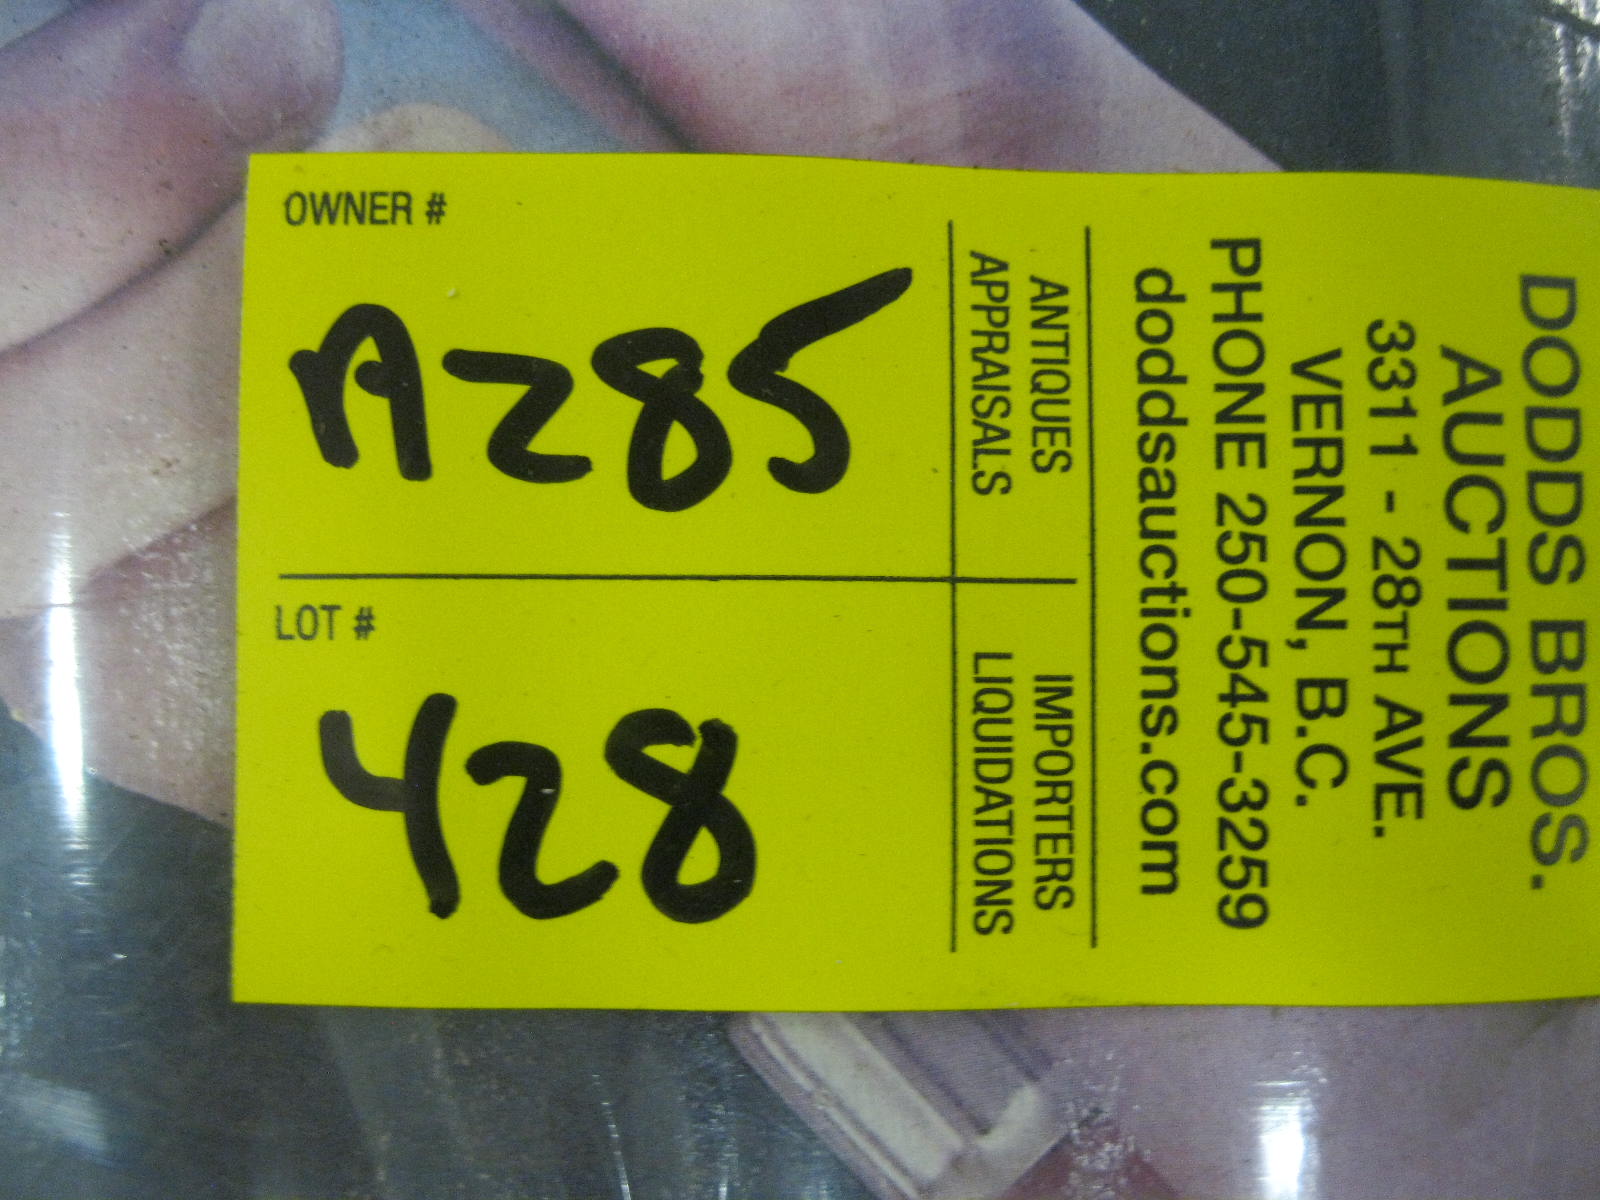 OWNER #
A285
LOT #
428
DODDS BROS.
AUCTIONS
3311 - 28TH AVE.
VERNON, B.C.
PHONE 250-545-3259
doddsauctions.com
ANTIQUES IMPORTERS
APPRAISALS LIQUIDATIONS